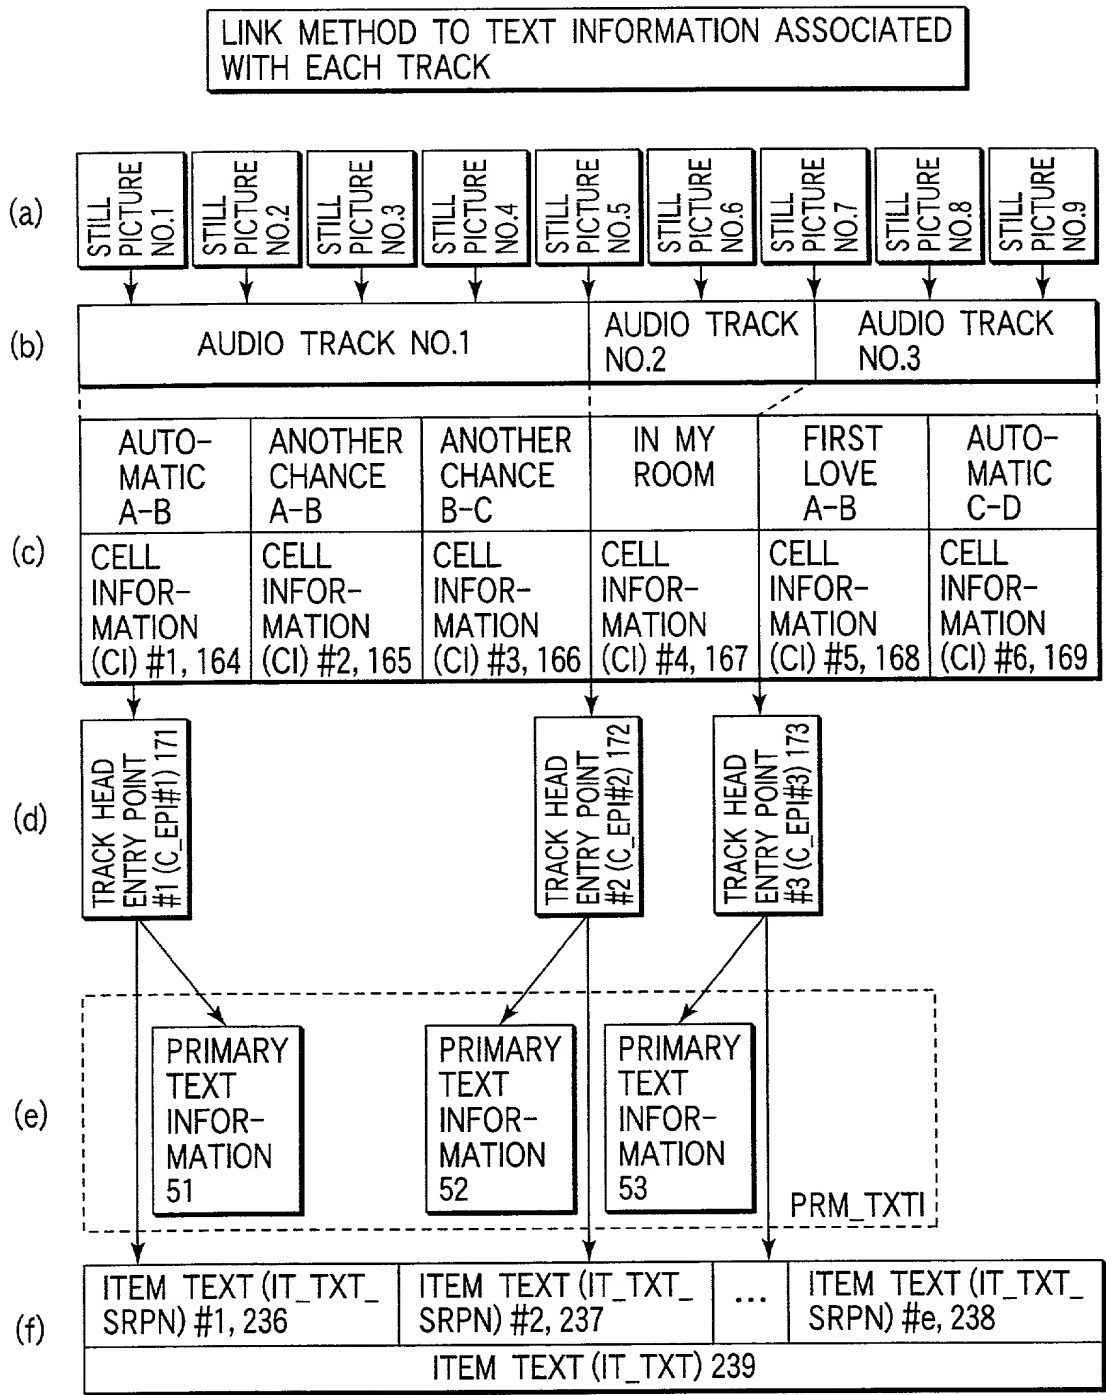 LINK METHOD TO TEXT INFORMATION ASSOCIATED
WITH EACH TRACK
(a)
STILL
PICTURE
NO.1
STILL
PICTURE
NO.2
STILL
PICTURE
NO.3
STILL
PICTURE
NO.4
STILL
PICTURE
NO.5
STILL
PICTURE
NO.6
STILL
PICTURE
NO.7
STILL
PICTURE
NO.8
STILL
PICTURE
NO.9
(b)
AUDIO TRACK NO.1
AUDIO TRACK
NO.2
AUDIO TRACK
NO.3
(c)
AUTO-
MATIC
A-B
ANOTHER
CHANCE
A-B
ANOTHER
CHANCE
B-C
IN MY
ROOM
FIRST
LOVE
A-B
AUTO-
MATIC
C-D
CELL
INFOR-
MATION
(CI) #1, 164
CELL
INFOR-
MATION
(CI) #2, 165
CELL
INFOR-
MATION
(CI) #3, 166
CELL
INFOR-
MATION
(CI) #4, 167
CELL
INFOR-
MATION
(CI) #5, 168
CELL
INFOR-
MATION
(CI) #6, 169
(d)
TRACK HEAD
ENTRY POINT
#1 (C_EPI#1) 171
TRACK HEAD
ENTRY POINT
#2 (C_EPI#2) 172
TRACK HEAD
ENTRY POINT
#3 (C_EPI#3) 173
(e)
PRIMARY
TEXT
INFOR-
MATION
51
PRIMARY
TEXT
INFOR-
MATION
52
PRIMARY
TEXT
INFOR-
MATION
53
PRM_TXTI
(f)
ITEM TEXT (IT_TXT_
SRPN) #1, 236
ITEM TEXT (IT_TXT_
SRPN) #2, 237
...
ITEM TEXT (IT_TXT_
SRPN) #e, 238
ITEM TEXT (IT_TXT) 239